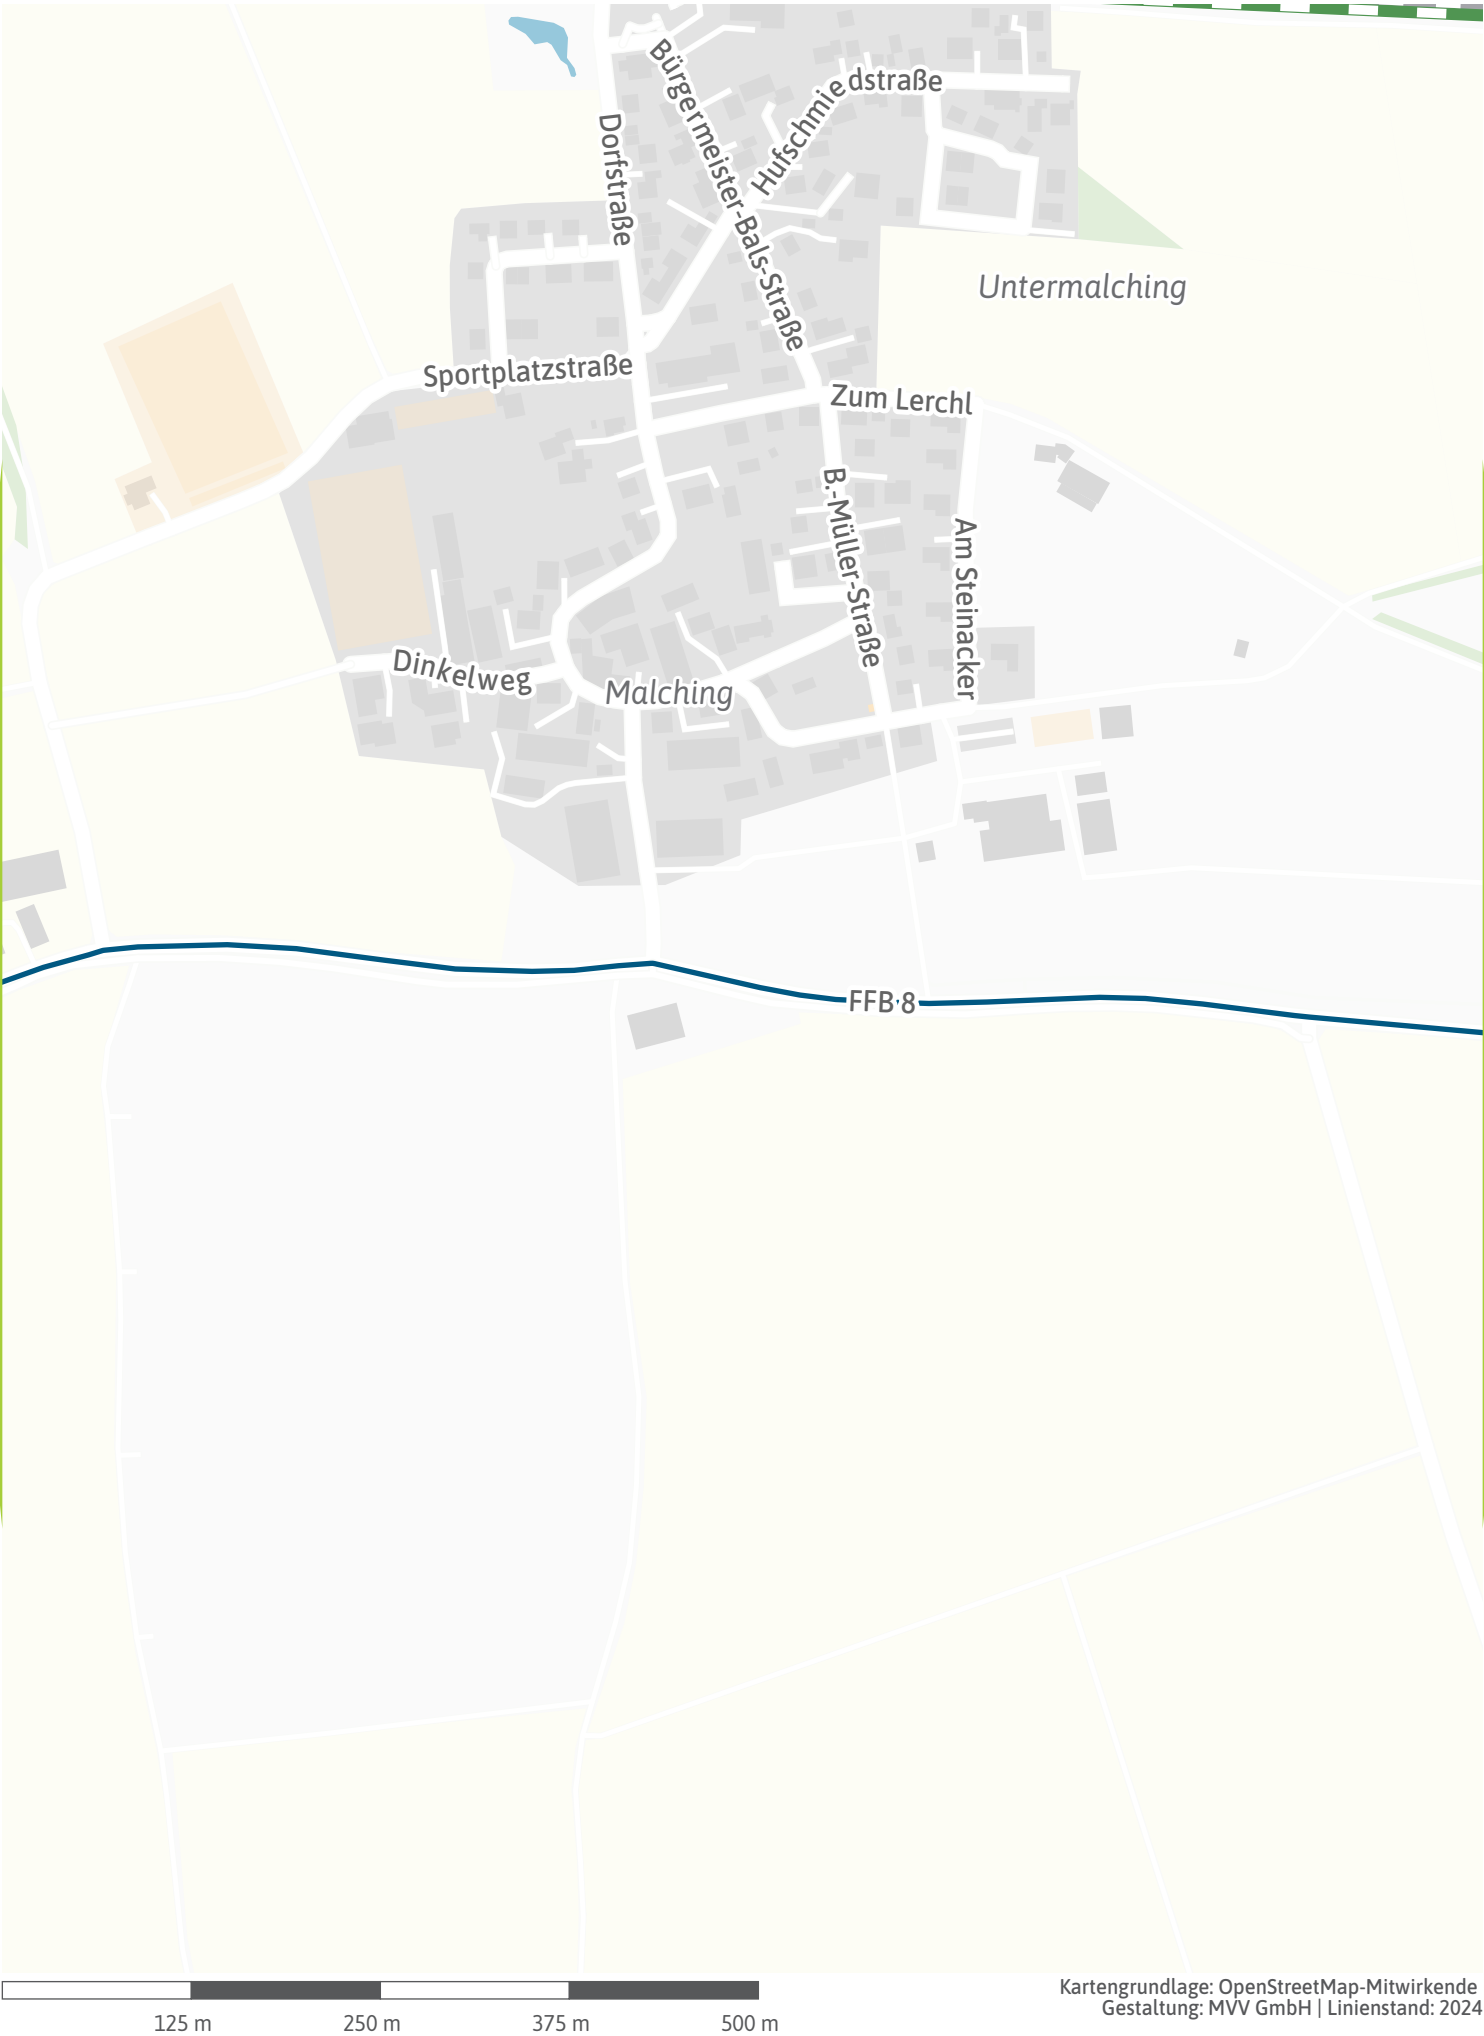 Bürgermeister-Bals-Straße
Hufschmiedstraße
Dorfstraße
Untermalching
Sportplatzstraße
Zum Lerchl
B.-Müller-Straße
Am Steinacker
Dinkelweg
Malching
FFB 8
Kartengrundlage: OpenStreetMap-Mitwirkende
Gestaltung: MVV GmbH | Linienstand: 2024
125 m 250 m 375 m 500 m